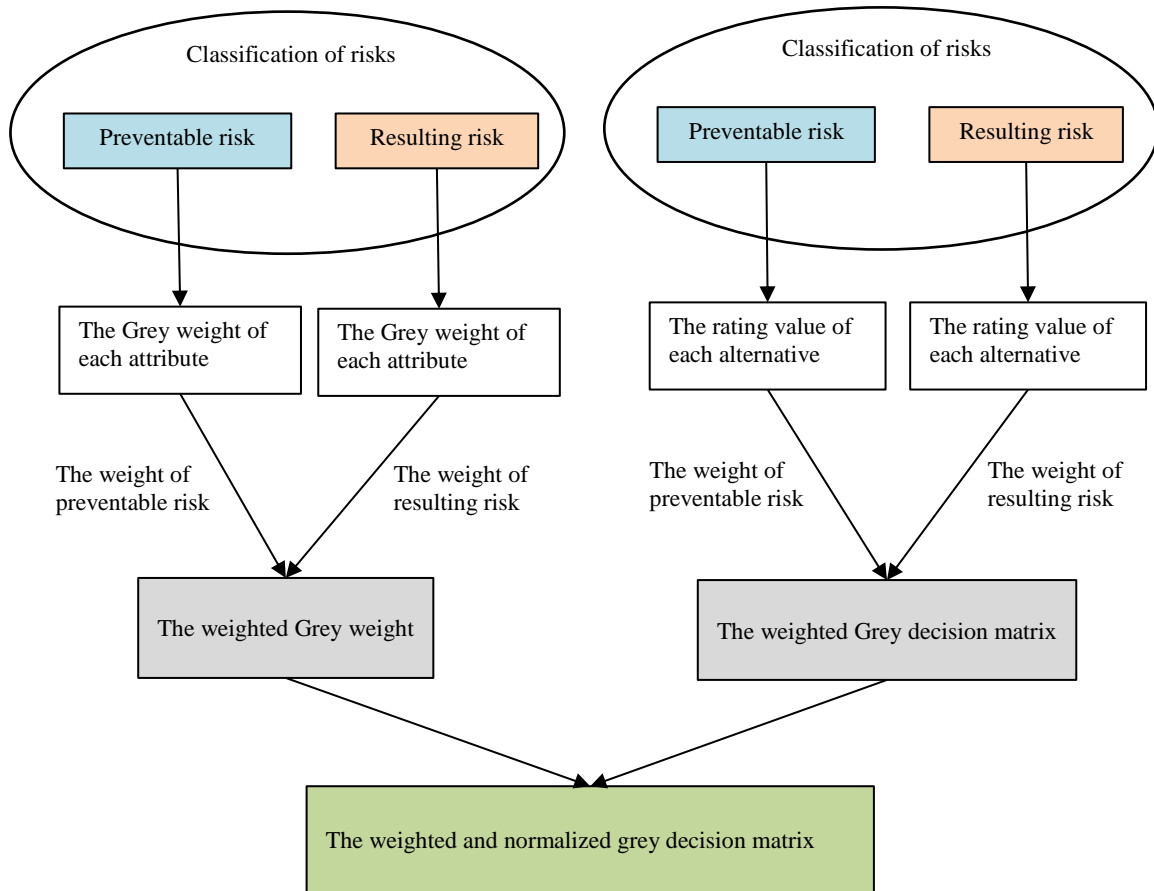 Classification of risks
Preventable risk
Resulting risk
Classification of risks
Preventable risk
Resulting risk
The Grey weight of
each attribute
The Grey weight of
each attribute
The rating value of
each alternative
The rating value of
each alternative
The weight of
preventable risk
The weight of
resulting risk
The weight of
preventable risk
The weight of
resulting risk
The weighted Grey weight
The weighted Grey decision matrix
The weighted and normalized grey decision matrix